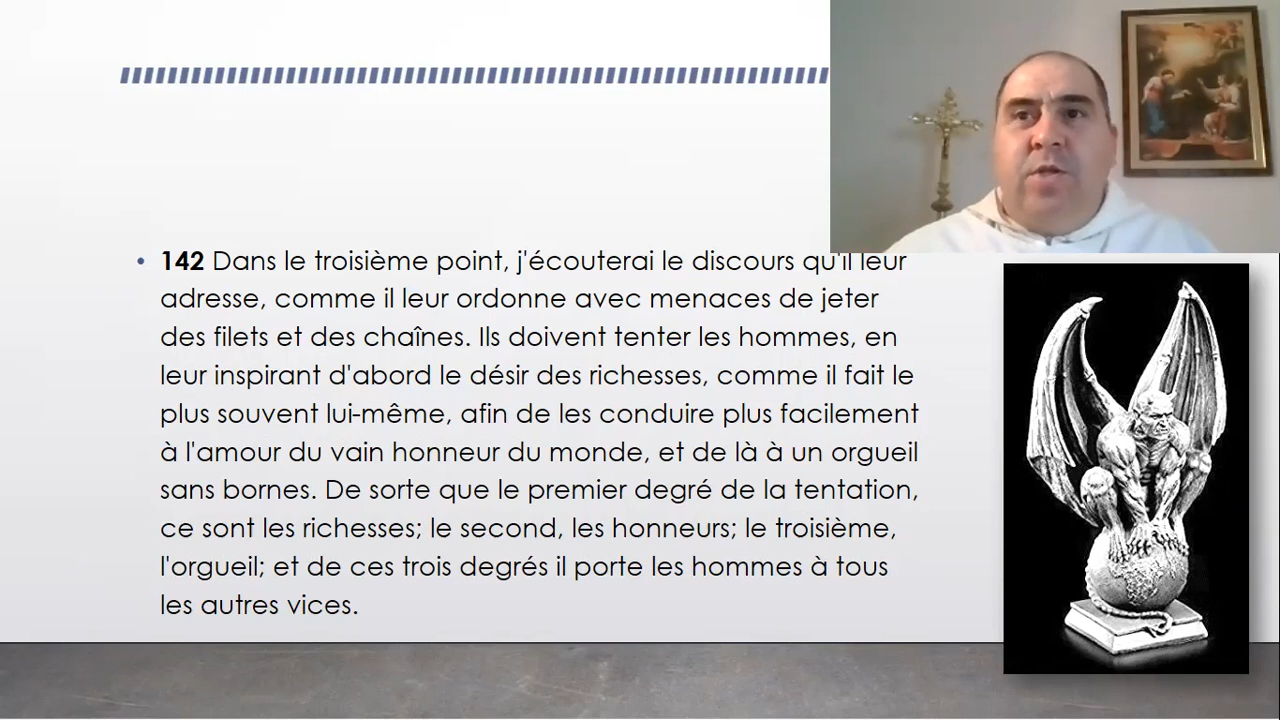 142 Dans le troisième point, j'écouterai le discours qu'il leur
adresse, comme il leur ordonne avec menaces de jeter
des filets et des chaînes. Ils doivent tenter les hommes, en
leur inspirant d'abord le désir des richesses, comme il fait le
plus souvent lui-même, afin de les conduire plus facilement
à l'amour du vain honneur du monde, et de là à un orgueil
sans bornes. De sorte que le premier degré de la tentation,
ce sont les richesses; le second, les honneurs; le troisième,
l'orgueil; et de ces trois degrés il porte les hommes à tous
les autres vices.